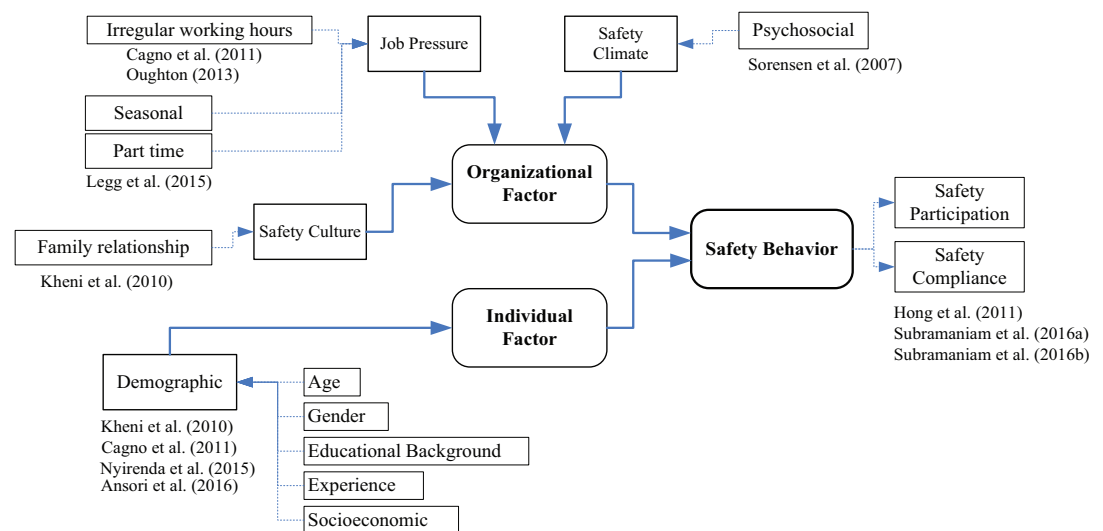 Irregular working hours
Cagno et al. (2011)
Oughton (2013)
Seasonal
Part time
Legg et al. (2015)
Job Pressure
Safety
Climate
Psychosocial
Sorensen et al. (2007)
Organizational
Factor
Family relationship
Kheni et al. (2010)
Safety Culture
Safety Behavior
Safety
Participation
Safety
Compliance
Hong et al. (2011)
Subramaniam et al. (2016a)
Subramaniam et al. (2016b)
Individual
Factor
Demographic
Kheni et al. (2010)
Cagno et al. (2011)
Nyirenda et al. (2015)
Ansori et al. (2016)
Age
Gender
Educational Background
Experience
Socioeconomic